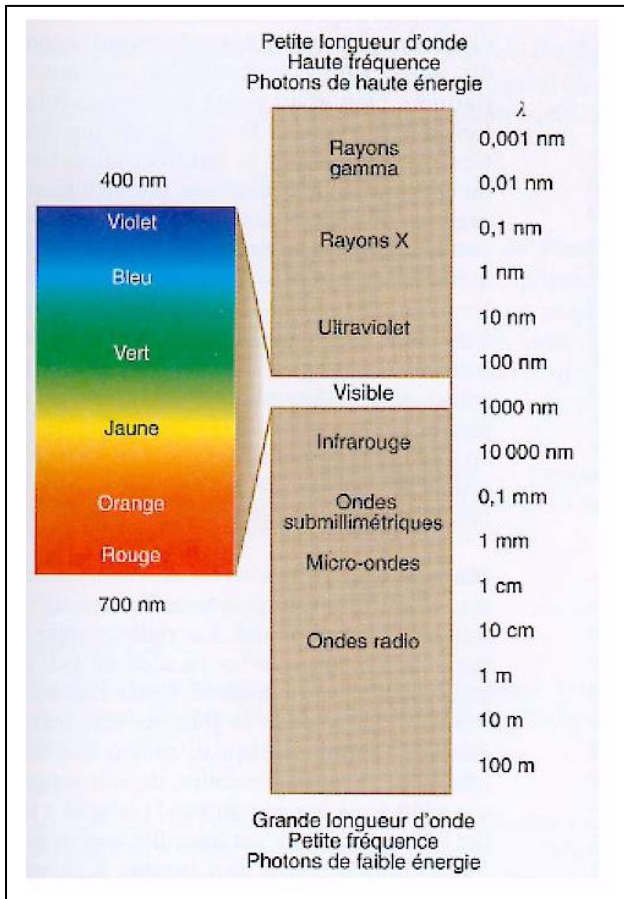 Petite longueur d'onde
Haute fréquence
Photons de haute énergie
λ
400 nm
Violet
Bleu
Vert
Jaune
Orange
Rouge
700 nm
Rayons
gamma
Rayons X
Ultraviolet
Visible
Infrarouge
Ondes
submillimétriques
Micro-ondes
Ondes radio
0,001 nm
0,01 nm
0,1 nm
1 nm
10 nm
100 nm
1000 nm
10 000 nm
0,1 mm
1 mm
1 cm
10 cm
1 m
10 m
100 m
Grande longueur d'onde
Petite fréquence
Photons de faible énergie